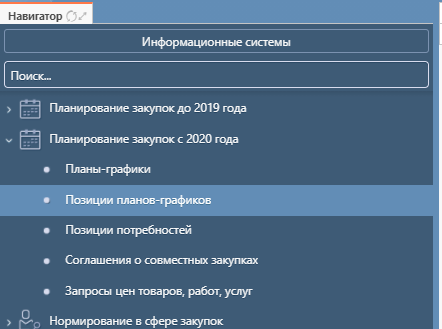 Навигатор
Информационные системы
Поиск...
Планирование закупок до 2019 года
Планирование закупок с 2020 года
Планы-графики
Позиции планов-графиков
Позиции потребностей
Соглашения о совместных закупках
Запросы цен товаров, работ, услуг
Нормирование в сфере закупок